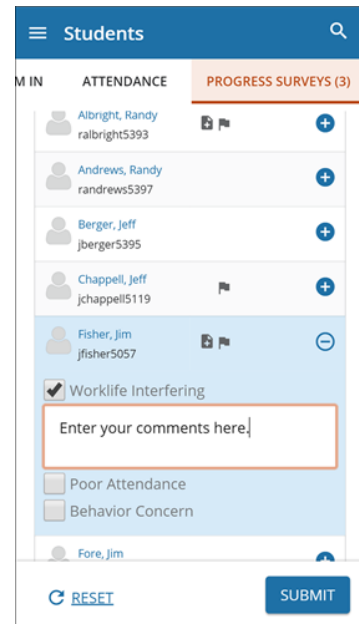 Students
M IN ATTENDANCE PROGRESS SURVEYS (3)
Albright, Randy
ralbright5393
Andrews, Randy
randrews5397
Berger, Jeff
jberger5395
Chappell, Jeff
jchappell5119
Fisher, Jim
jfisher5057
Worklife Interfering
Enter your comments here.
Poor Attendance
Behavior Concern
Fore, Jim
RESET SUBMIT